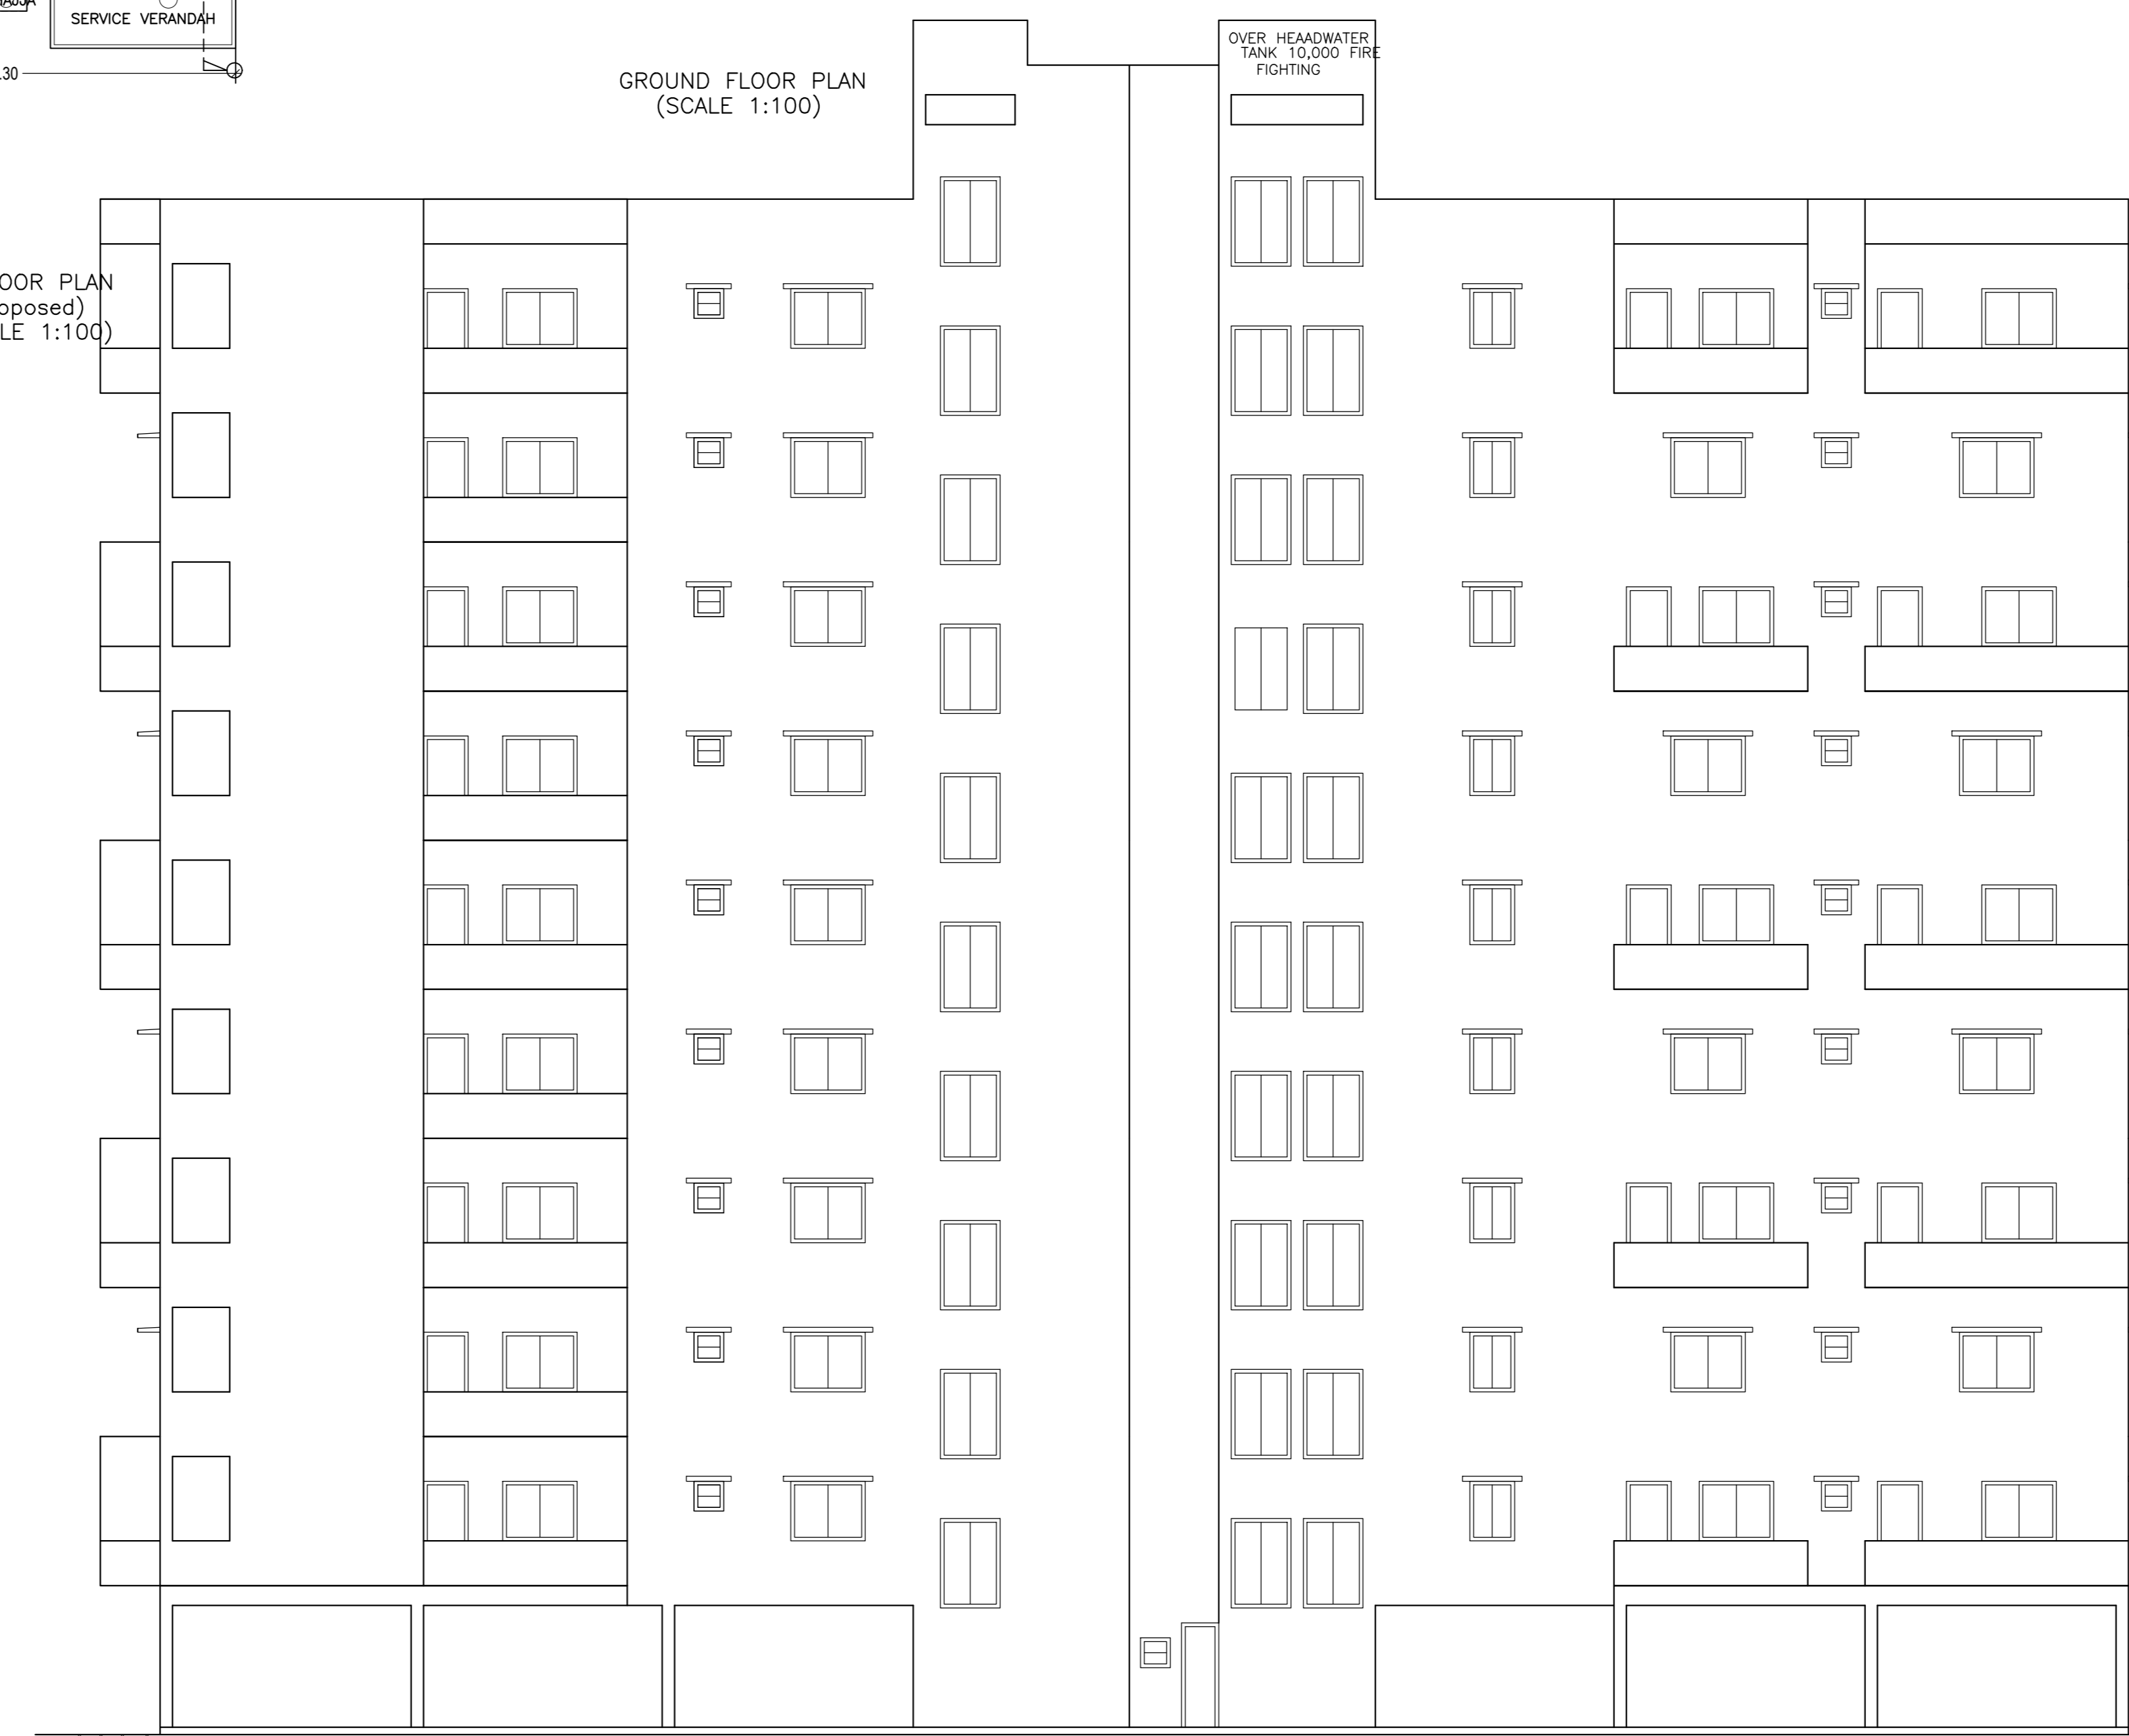 SERVICE VERANDAH
.30
GROUND FLOOR PLAN
(SCALE 1:100)
OVER HEAADWATER
TANK 10,000 FIRE
FIGHTING
OOR PLAN
oposed)
LE 1:100)